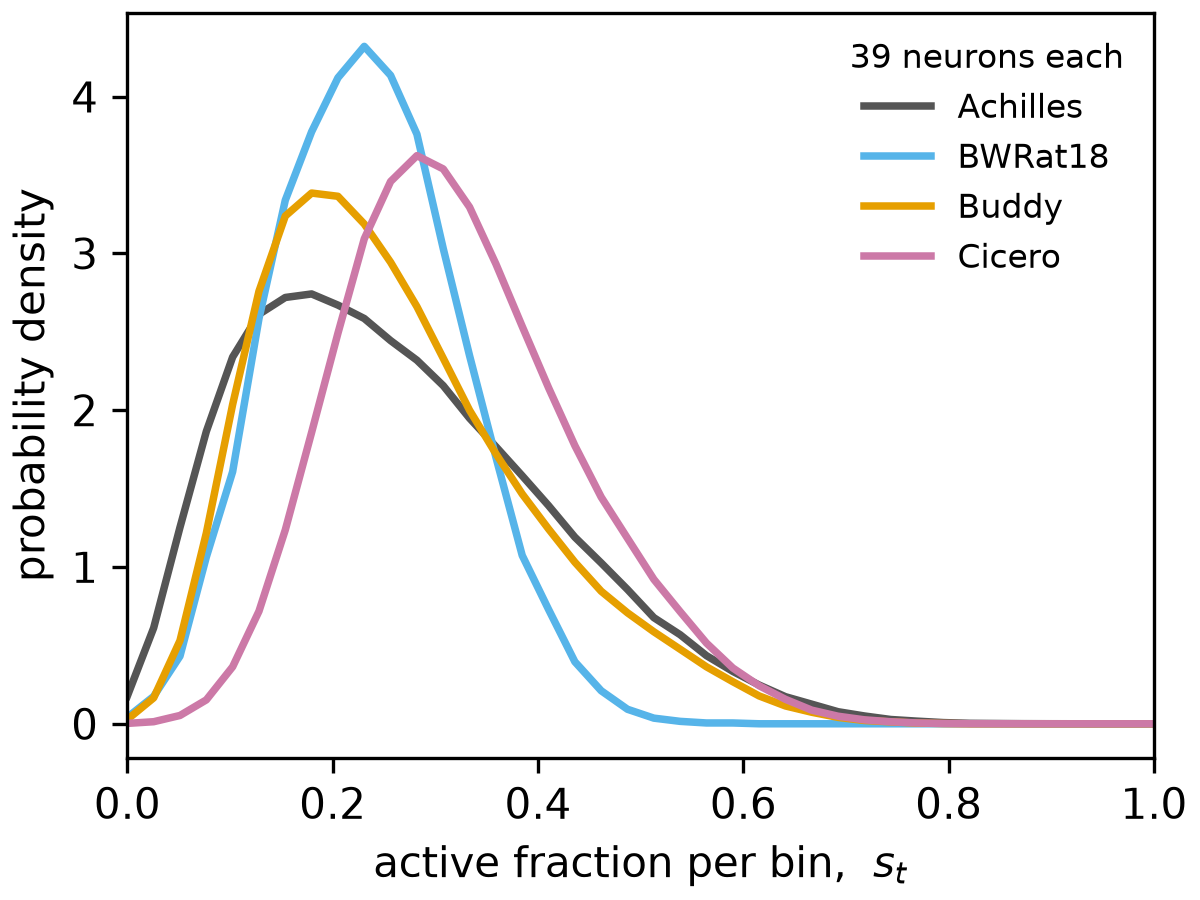 39 neurons each
Achilles
BWRat18
Buddy
Cicero
probability density
4
3
2
1
0
0.0 0.2 0.4 0.6 0.8 1.0
active fraction per bin, s_t